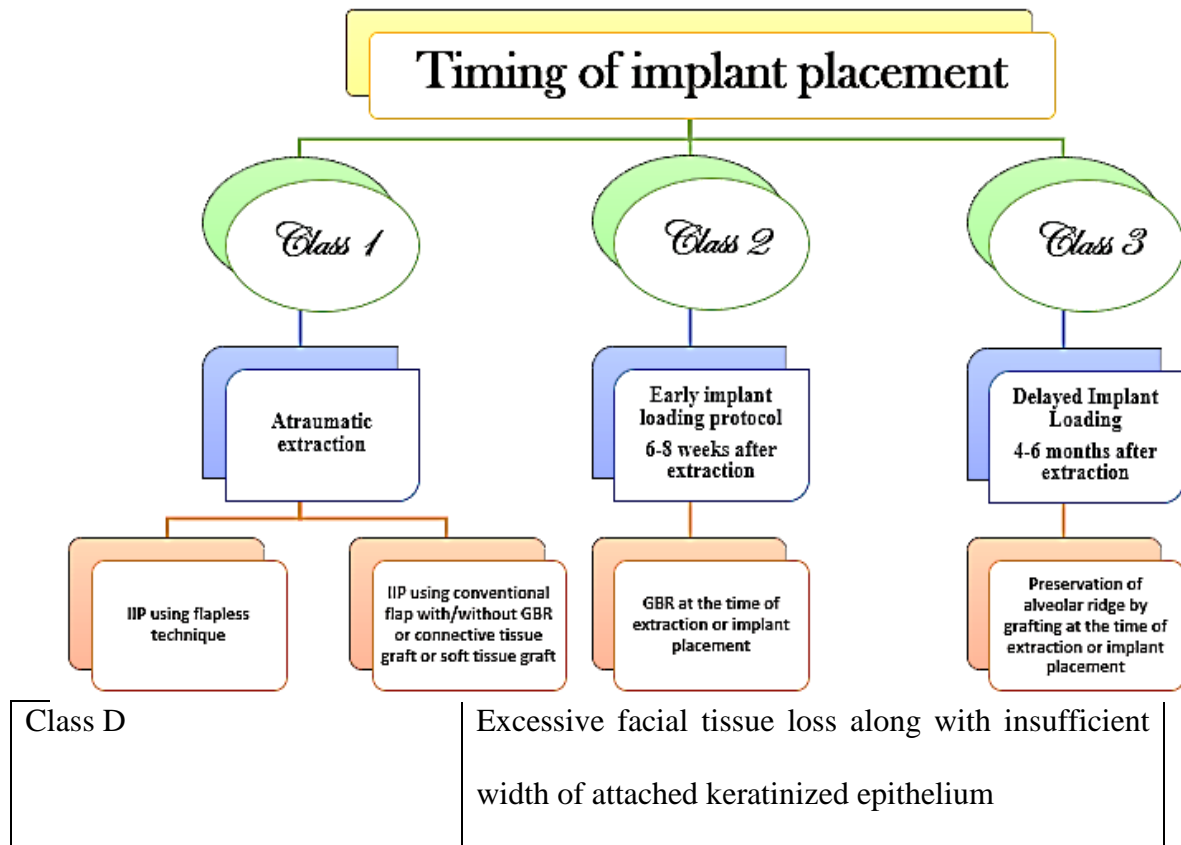 Timing of implant placement
Class 1
Class 2
Class 3
Atraumatic
extraction
Early implant
loading protocol
6-8 weeks after
extraction
Delayed Implant
Loading
4-6 months after
extraction
IIP using flapless
technique
IIP using conventional
flap with/without GBR
or connective tissue
graft or soft tissue graft
GBR at the time of
extraction or implant
placement
Preservation of
alveolar ridge by
grafting at the time of
extraction or implant
placement
Class D
Excessive facial tissue loss along with insufficient
width of attached keratinized epithelium